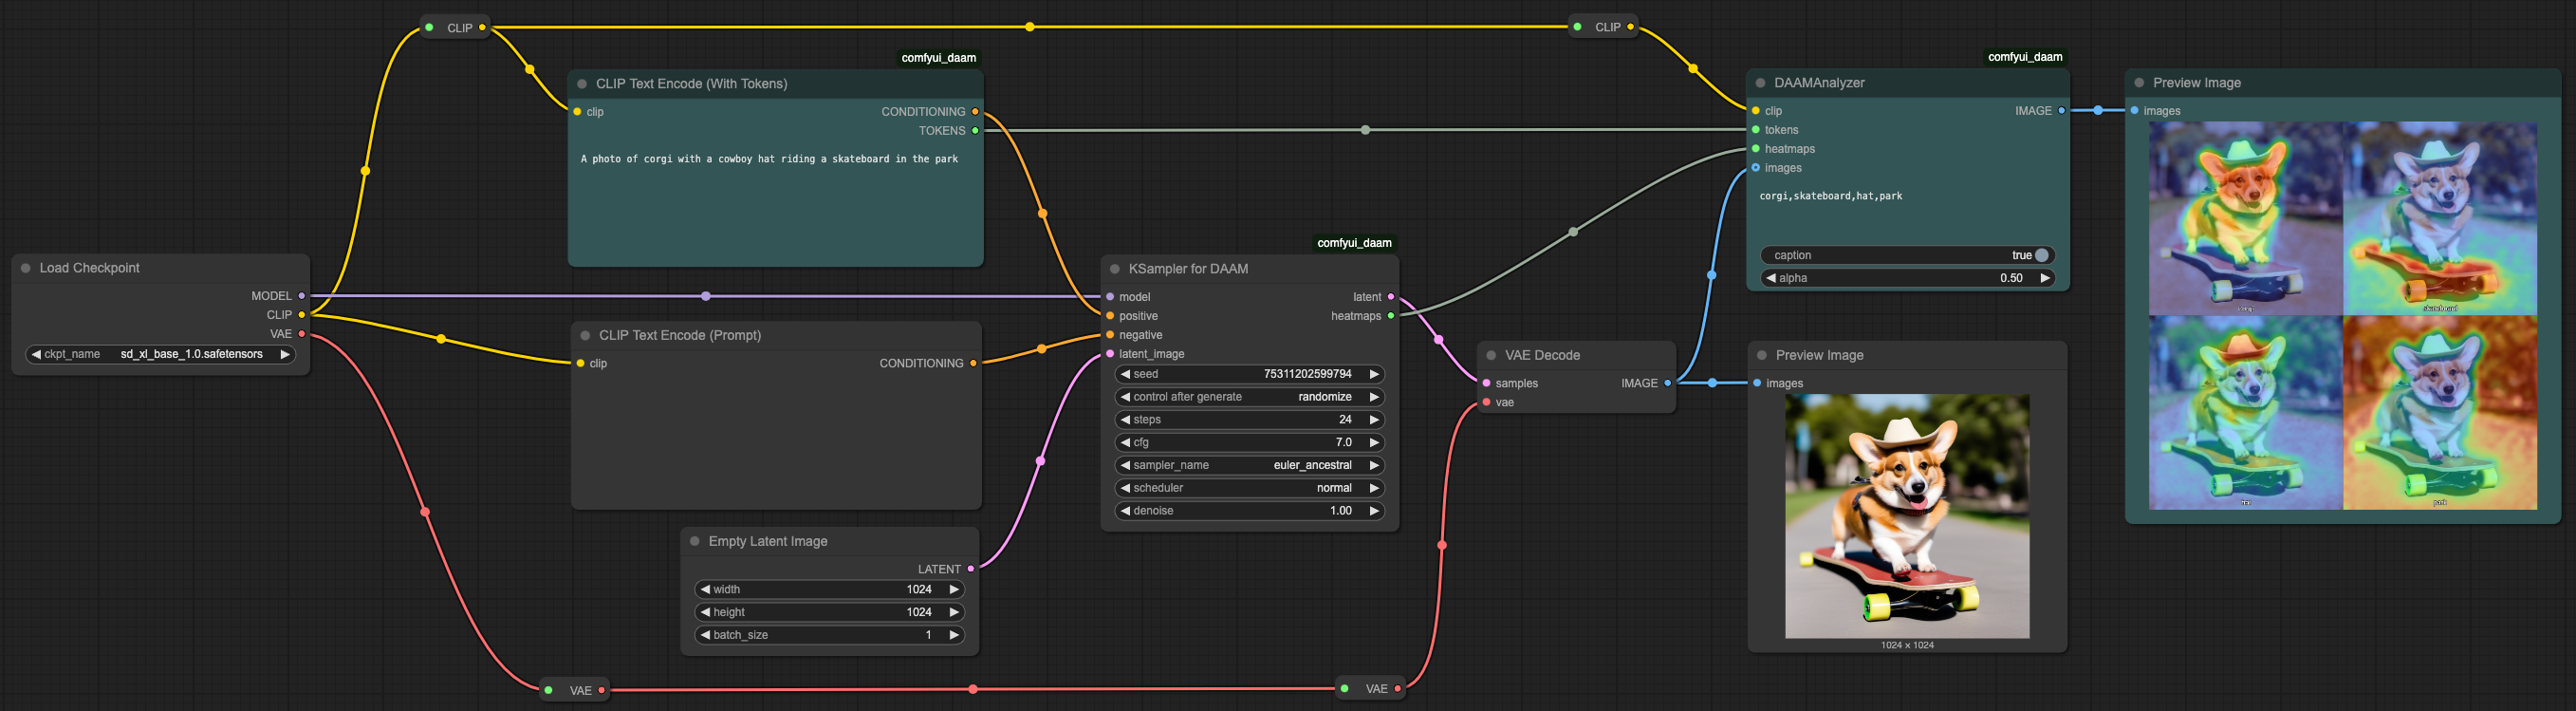 CLIP
CLIP
comfyui_daam
CLIP Text Encode (With Tokens)
clip
CONDITIONING
TOKENS
A photo of corgi with a cowboy hat riding a skateboard in the park
comfyui_daam
DAAMAnalyzer
clip
IMAGE
tokens
heatmaps
images
corgi,skateboard,hat,park
caption
true
alpha
0.50
Preview Image
images
corgi
skateboard
hat
park
Load Checkpoint
MODEL
CLIP
VAE
ckpt_name
sd_xl_base_1.0.safetensors
CLIP Text Encode (Prompt)
clip
CONDITIONING
comfyui_daam
KSampler for DAAM
model
latent
positive
heatmaps
negative
latent_image
seed
75311202599794
control after generate
randomize
steps
24
cfg
7.0
sampler_name
euler_ancestral
scheduler
normal
denoise
1.00
VAE Decode
samples
IMAGE
vae
Preview Image
images
1024 x 1024
Empty Latent Image
LATENT
width
1024
height
1024
batch_size
1
VAE
VAE